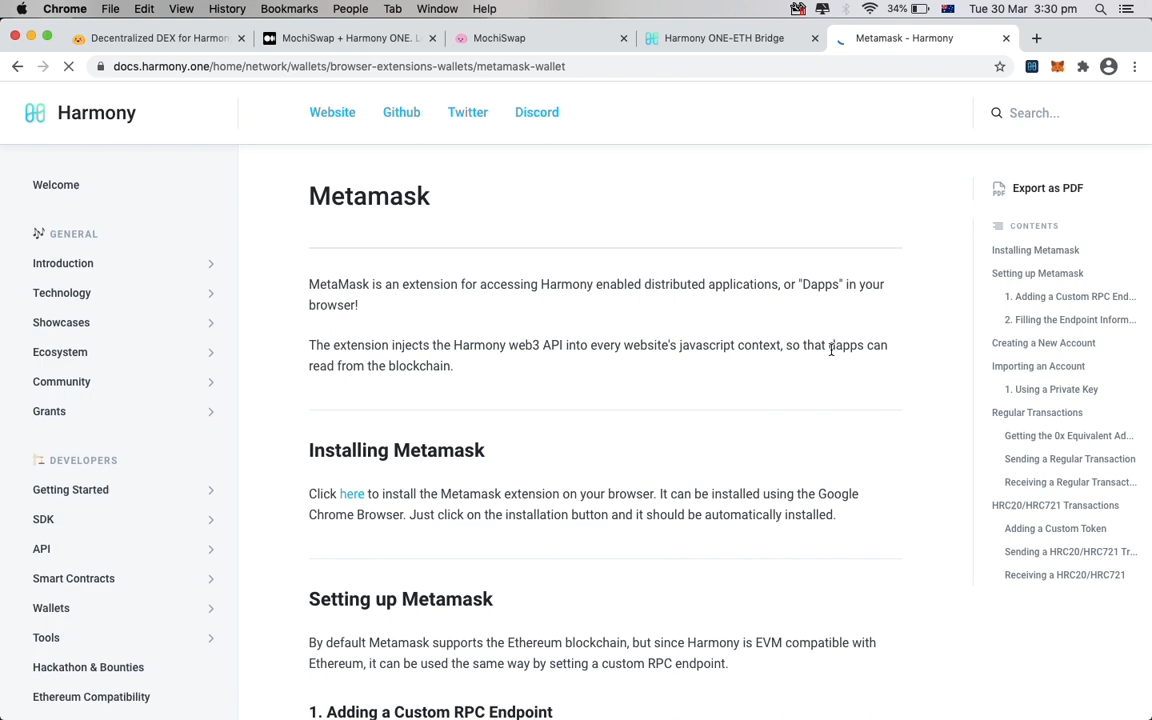 Chrome File Edit View History Bookmarks People Tab Window Help 34% Tue 30 Mar 3:30 pm
Decentralized DEX for Harmon
MochiSwap + Harmony ONE. L
MochiSwap
Harmony ONE-ETH Bridge
Metamask - Harmony
docs.harmony.one/home/network/wallets/browser-extensions-wallets/metamask-wallet
Harmony
Website Github Twitter Discord
Search...
Welcome
GENERAL
Introduction
Technology
Showcases
Ecosystem
Community
Grants
DEVELOPERS
Getting Started
SDK
API
Smart Contracts
Wallets
Tools
Hackathon & Bounties
Ethereum Compatibility
Metamask
MetaMask is an extension for accessing Harmony enabled distributed applications, or "Dapps" in your
browser!
The extension injects the Harmony web3 API into every website's javascript context, so that dapps can
read from the blockchain.
Installing Metamask
Click here to install the Metamask extension on your browser. It can be installed using the Google
Chrome Browser. Just click on the installation button and it should be automatically installed.
Setting up Metamask
By default Metamask supports the Ethereum blockchain, but since Harmony is EVM compatible with
Ethereum, it can be used the same way by setting a custom RPC endpoint.
1. Adding a Custom RPC Endpoint
PDF
Export as PDF
CONTENTS
Installing Metamask
Setting up Metamask
1. Adding a Custom RPC End...
2. Filling the Endpoint Inform...
Creating a New Account
Importing an Account
1. Using a Private Key
Regular Transactions
Getting the 0x Equivalent Ad...
Sending a Regular Transaction
Receiving a Regular Transact...
HRC20/HRC721 Transactions
Adding a Custom Token
Sending a HRC20/HRC721 Tr...
Receiving a HRC20/HRC721